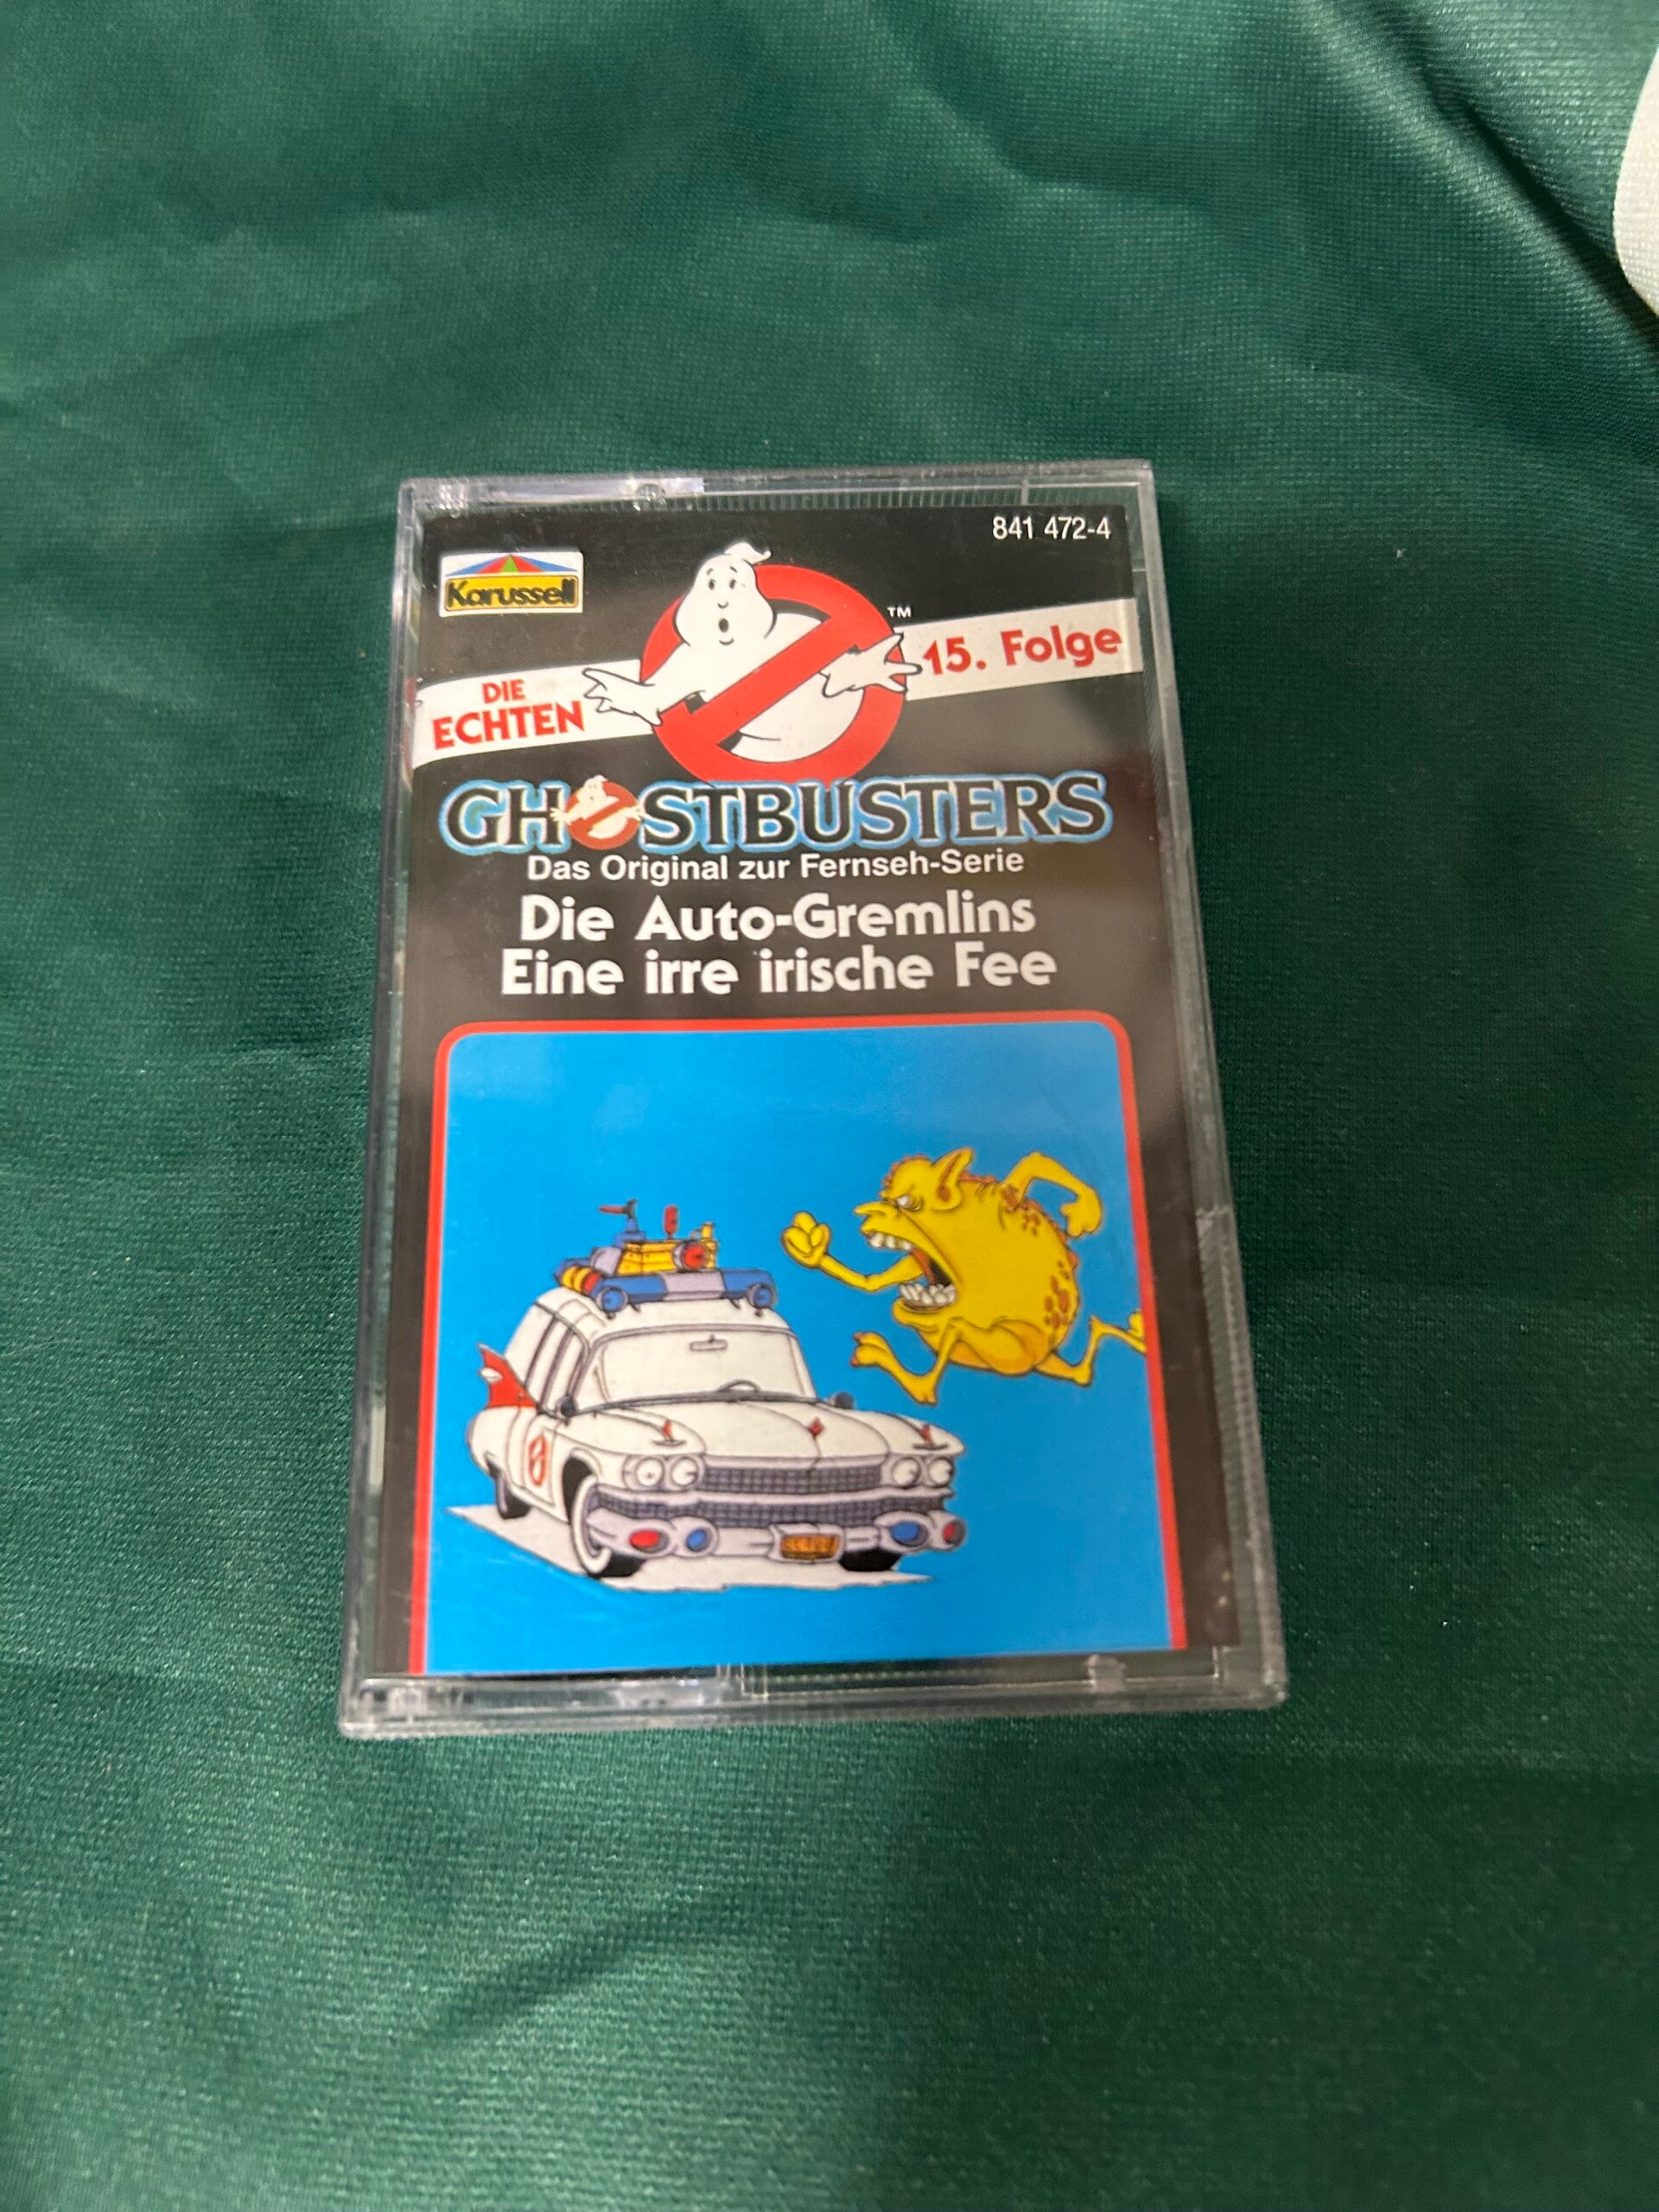 841 472-4
Karussell
TM
DIE
ECHTEN
15. Folge
GHOSTBUSTERS
Das Original zur Fernseh-Serie
Die Auto-Gremlins
Eine irre irische Fee